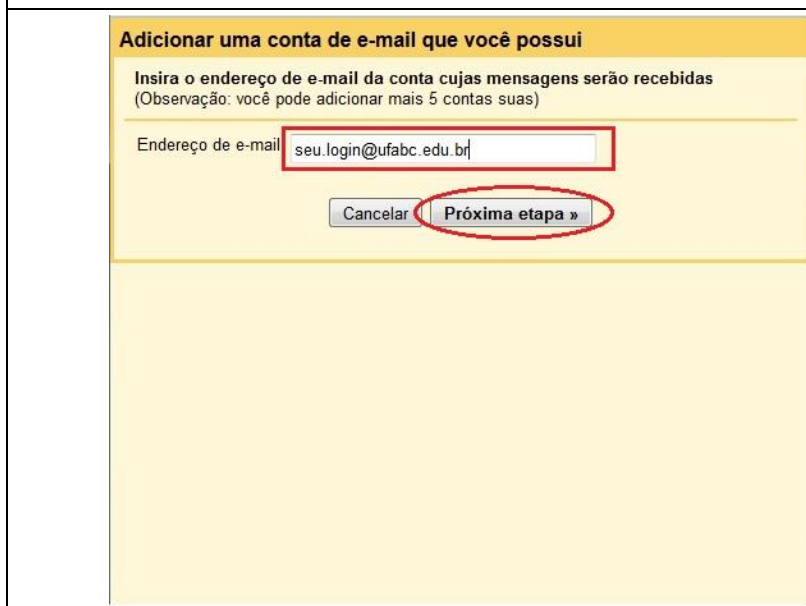 Adicionar uma conta de e-mail que você possui
Insira o endereço de e-mail da conta cujas mensagens serão recebidas
(Observação: você pode adicionar mais 5 contas suas)
Endereço de e-mail seu.login@ufabc.edu.br
Cancelar Próxima etapa »